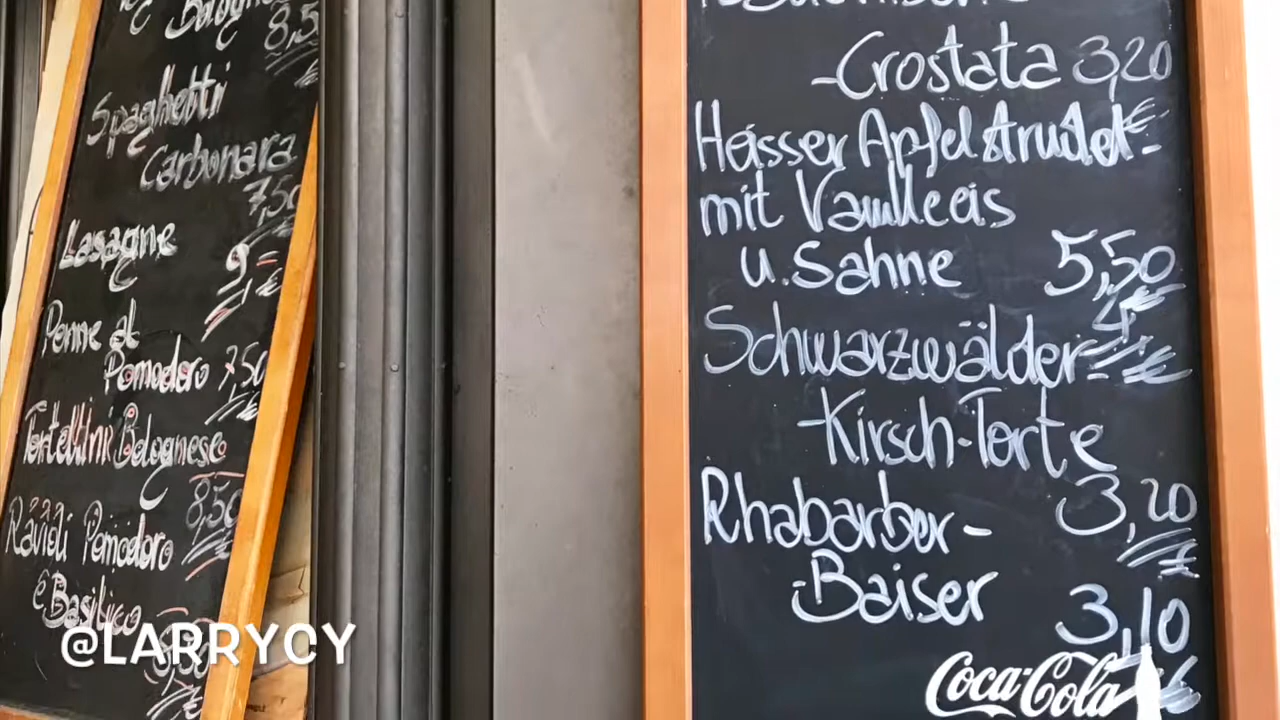 Bolognese
8,5
Spaghetti
Carbonara
7,50
Lasagne
9,-
€
Penne al
Pomodoro 7,50
€
Tortellini Bolognese
8,50
Ravioli Pomodoro
e Basilico
@LARRYCY
-Crostata 3,20
€
Heisser Apfelstrudel-
mit Vanilleeis
u. Sahne 5,50
€
Schwarzwälder-
-Kirsch-Torte
3,20
€
Rhabarber-
-Baiser
3,10
€
Coca-Cola